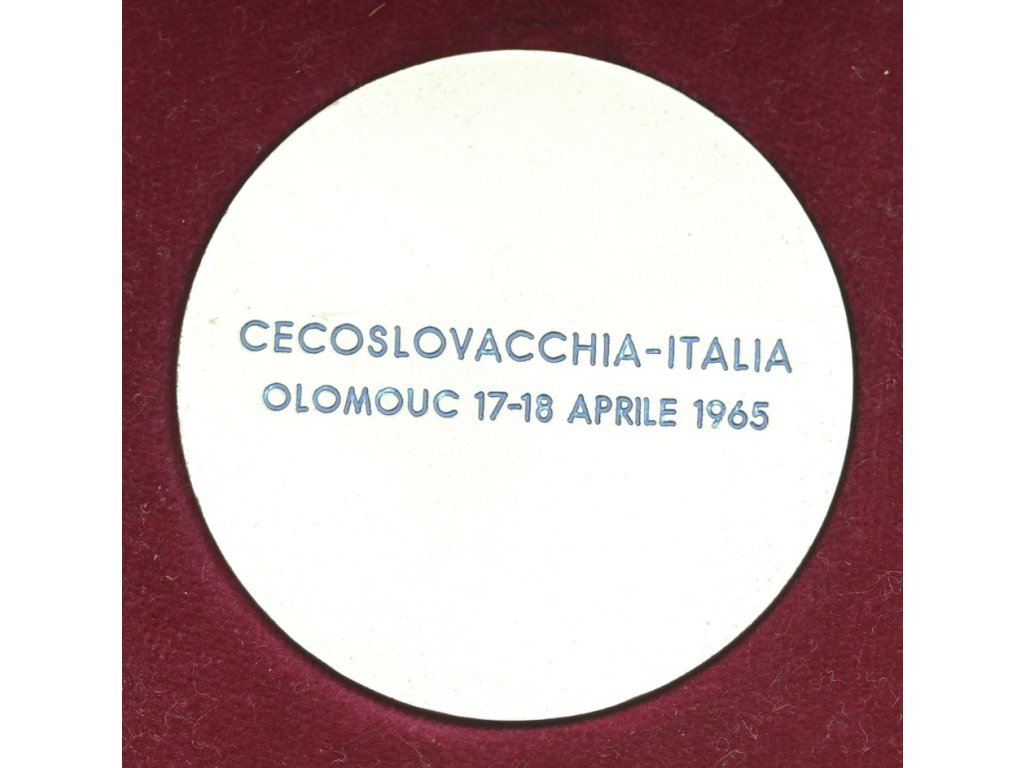 CECOSLOVACCHIA-ITALIA
OLOMOUC 17-18 APRILE 1965